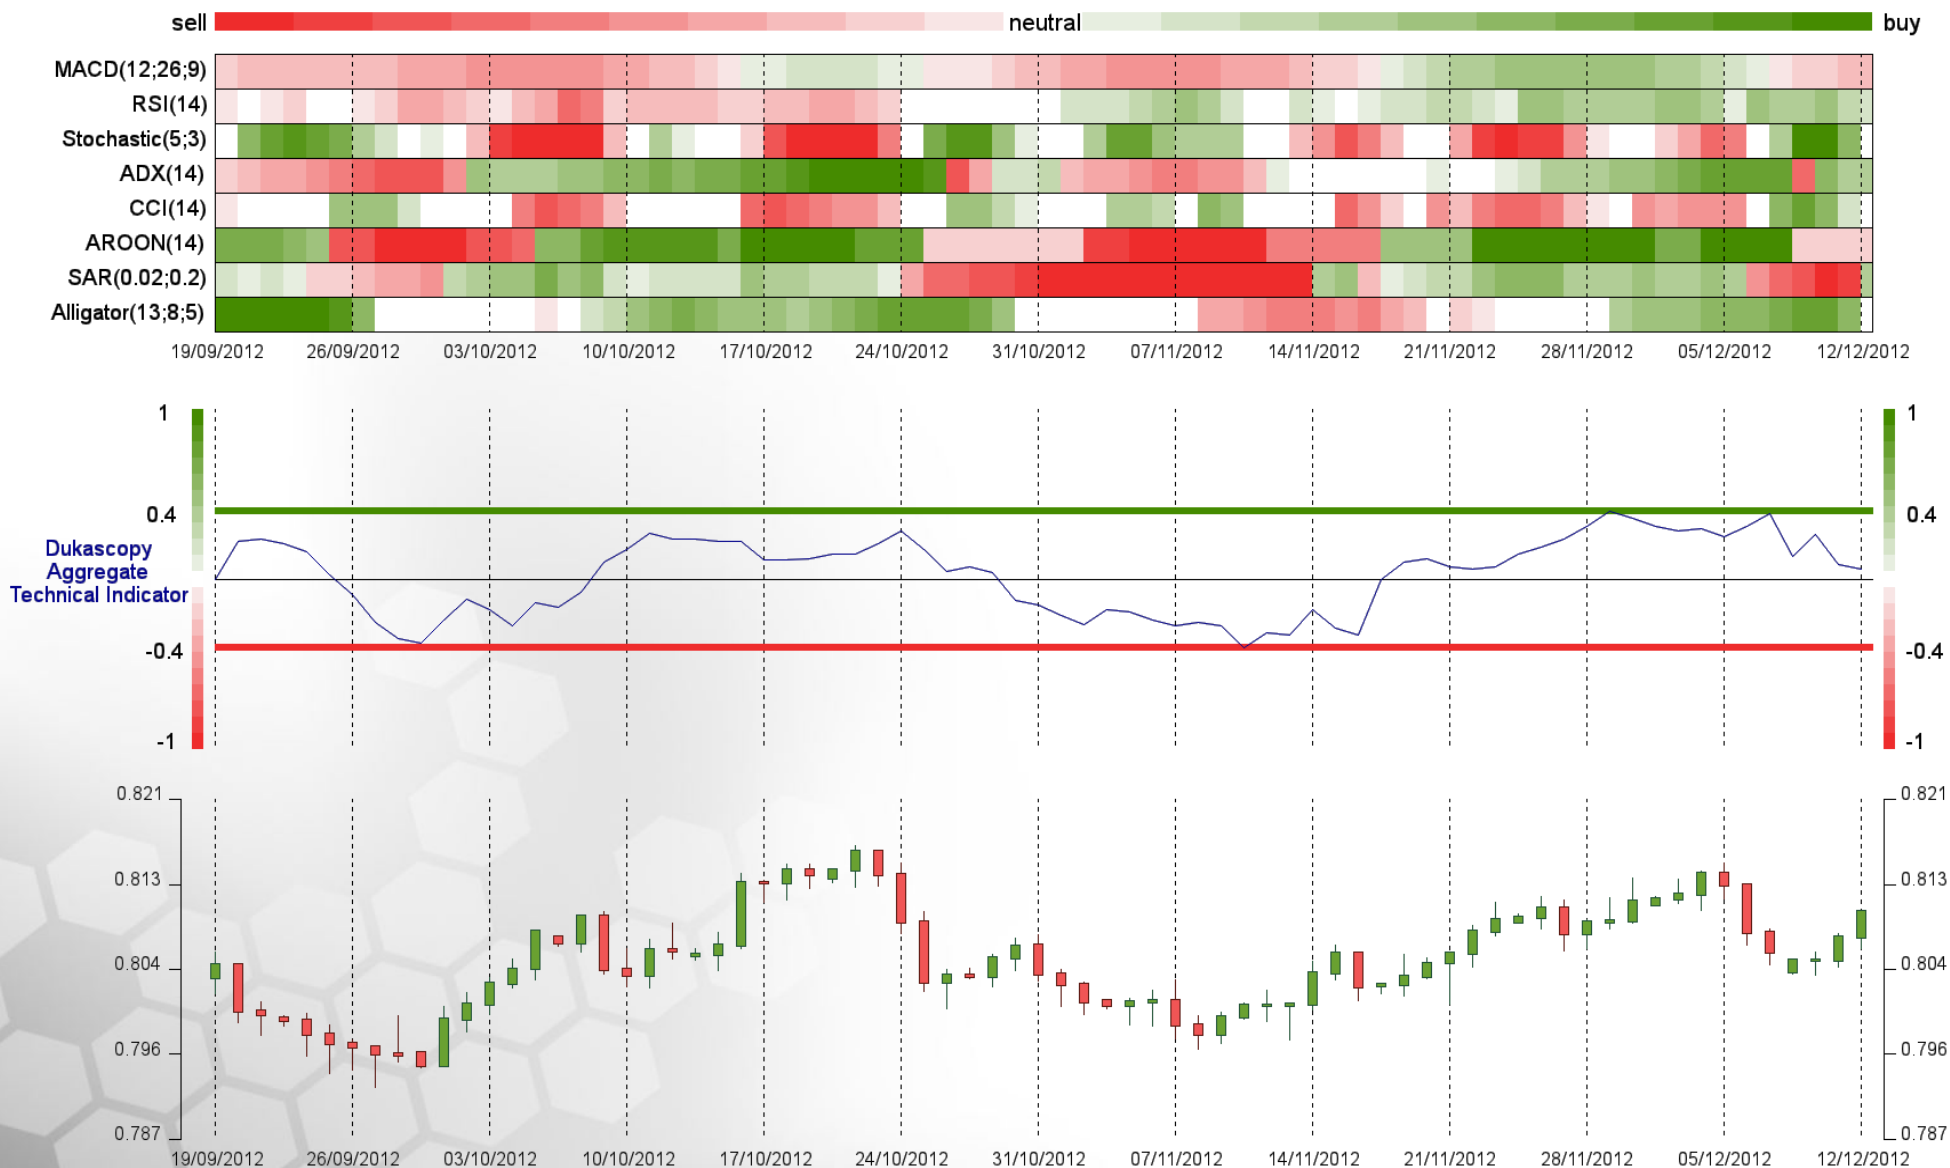 sell neutral buy
MACD(12;26;9)
RSI(14)
Stochastic(5;3)
ADX(14)
CCI(14)
AROON(14)
SAR(0.02;0.2)
Alligator(13;8;5)
19/09/2012 26/09/2012 03/10/2012 10/10/2012 17/10/2012 24/10/2012 31/10/2012 07/11/2012 14/11/2012 21/11/2012 28/11/2012 05/12/2012 12/12/2012
1 1
0.4 0.4
Dukascopy
Aggregate
Technical Indicator
-0.4 -0.4
-1 -1
0.821 0.821
0.813 0.813
0.804 0.804
0.796 0.796
0.787 0.787
19/09/2012 26/09/2012 03/10/2012 10/10/2012 17/10/2012 24/10/2012 31/10/2012 07/11/2012 14/11/2012 21/11/2012 28/11/2012 05/12/2012 12/12/2012